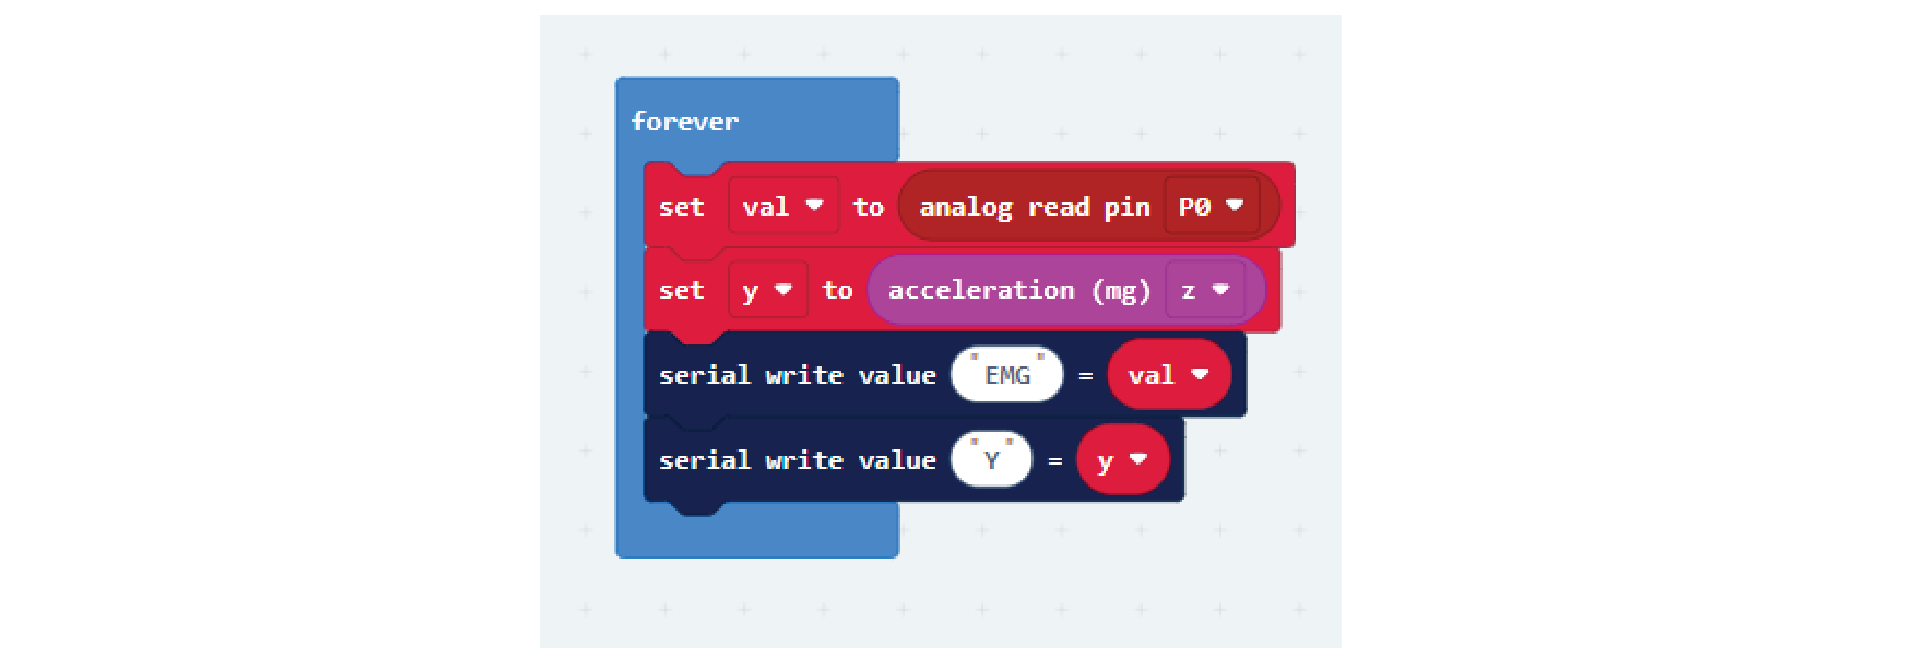 forever
set val to analog read pin P0
set y to acceleration (mg) z
serial write value "EMG" = val
serial write value "Y" = y